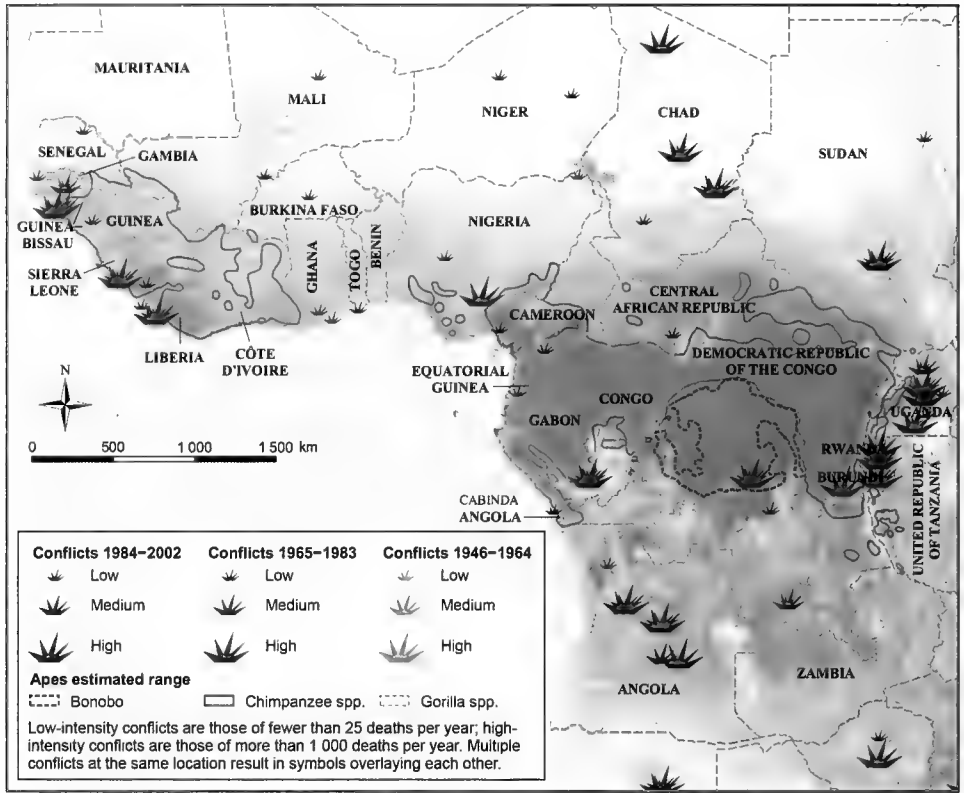 MAURITANIA
MALI
NIGER
CHAD
SUDAN
SENEGAL
GAMBIA
BURKINA FASO
NIGERIA
GUINEA
GUINEA
BISSAU
SIERRA
LEONE
GHANA
TOGO
BENIN
LIBERIA
CÔTE
D'IVOIRE
CENTRAL
AFRICAN REPUBLIC
CAMEROON
DEMOCRATIC REPUBLIC
OF THE CONGO
EQUATORIAL
GUINEA
CONGO
GABON
UGANDA
RWANDA
BURUNDI
UNITED REPUBLIC
OF TANZANIA
CABINDA
ANGOLA
ANGOLA
ZAMBIA
N
0 500 1 000 1 500 km
Conflicts 1984–2002 Conflicts 1965–1983 Conflicts 1946–1964
Low Low Low
Medium Medium Medium
High High High
Apes estimated range
Bonobo Chimpanzee spp. Gorilla spp.
Low-intensity conflicts are those of fewer than 25 deaths per year; high-
intensity conflicts are those of more than 1 000 deaths per year. Multiple
conflicts at the same location result in symbols overlaying each other.